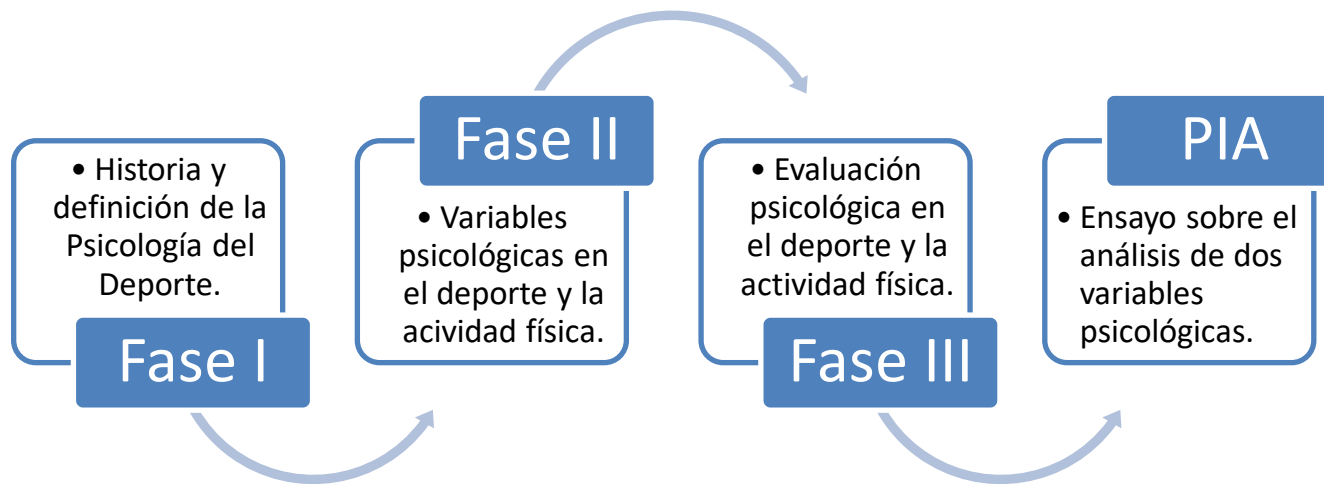 • Historia y
definición de la
Psicología del
Deporte.
Fase I
Fase II
• Variables
psicológicas en
el deporte y la
acividad física.
• Evaluación
psicológica en
el deporte y la
actividad física.
Fase III
PIA
• Ensayo sobre el
análisis de dos
variables
psicológicas.